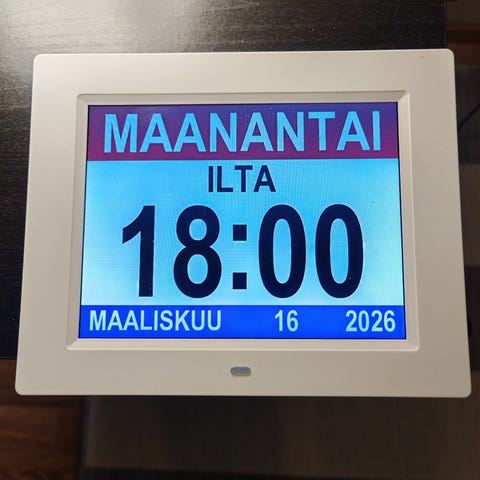 MAANANTAI
ILTA
18:00
MAALISKUU 16 2026